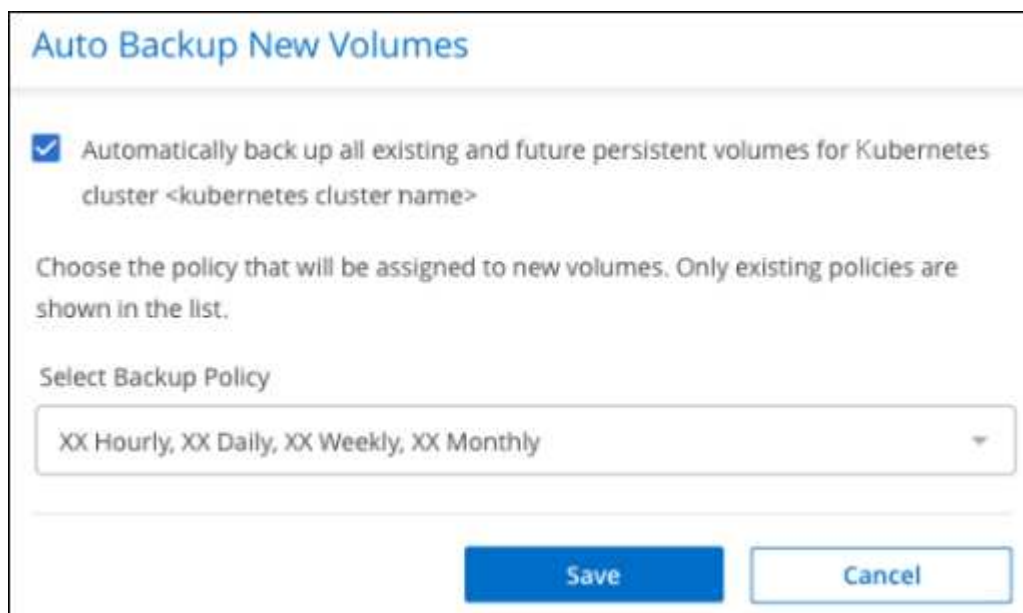 Auto Backup New Volumes
Automatically back up all existing and future persistent volumes for Kubernetes
cluster <kubernetes cluster name>
Choose the policy that will be assigned to new volumes. Only existing policies are
shown in the list.
Select Backup Policy
XX Hourly, XX Daily, XX Weekly, XX Monthly
Save
Cancel